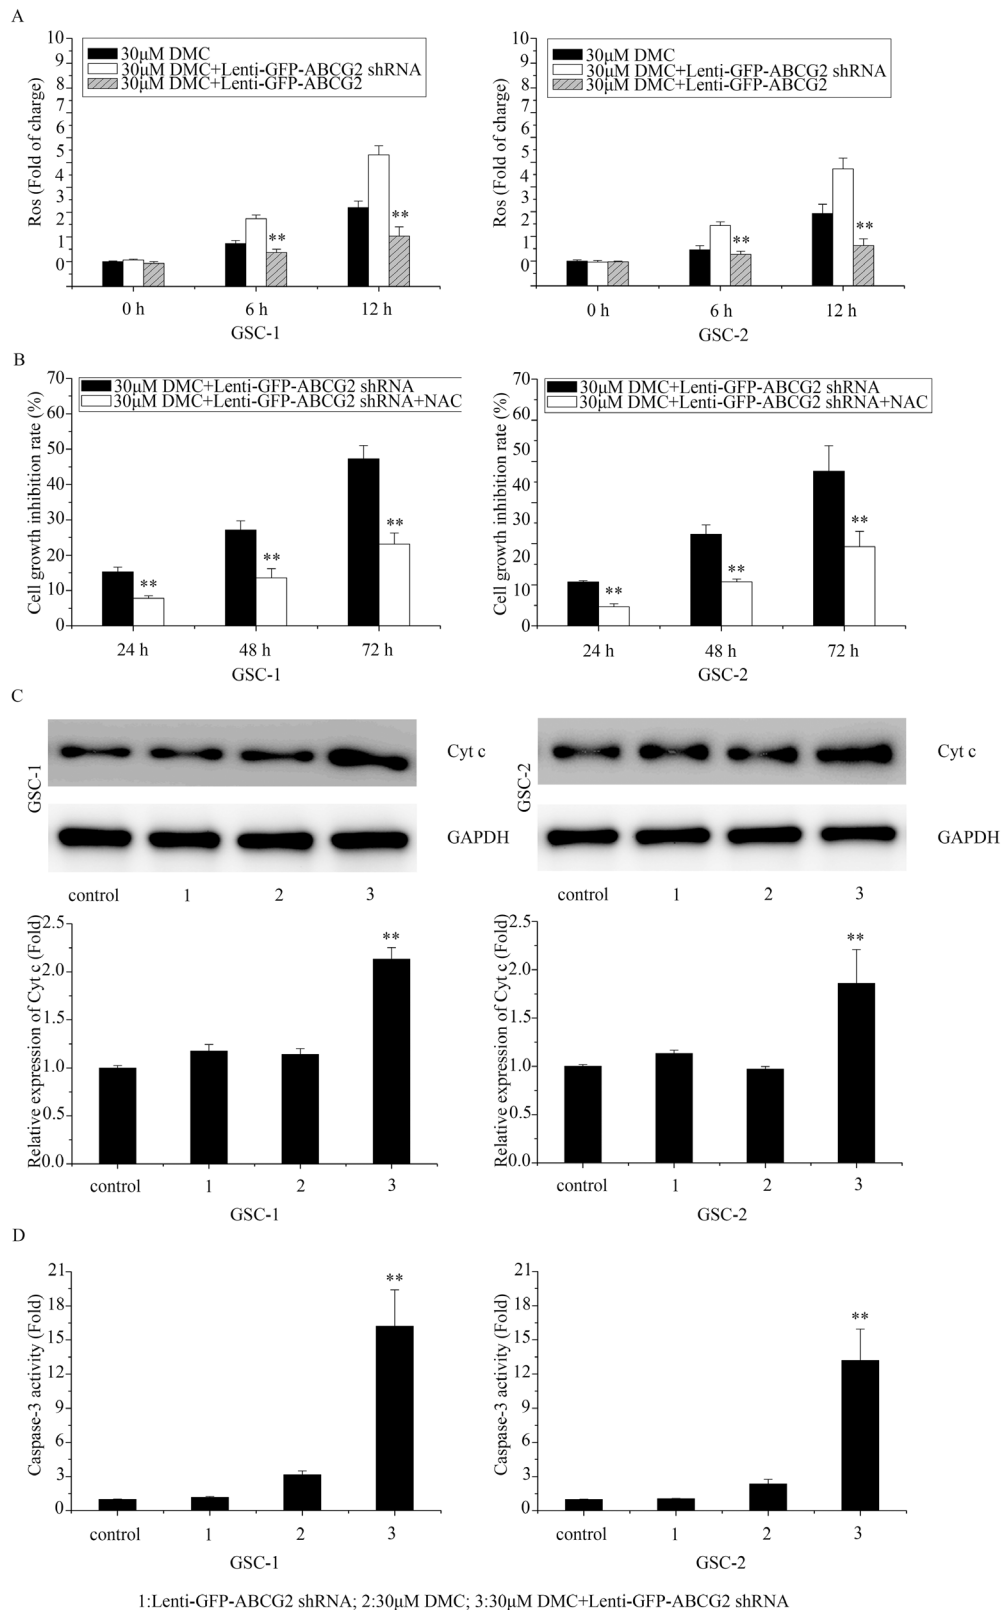 A
Ros (Fold of charge)
10
9
8
7
6
5
4
3
2
1
0
30μM DMC
30μM DMC+Lenti-GFP-ABCG2 shRNA
30μM DMC+Lenti-GFP-ABCG2
**
**
0 h 6 h 12 h
GSC-1
Ros (Fold of charge)
10
9
8
7
6
5
4
3
2
1
0
30μM DMC
30μM DMC+Lenti-GFP-ABCG2 shRNA
30μM DMC+Lenti-GFP-ABCG2
**
**
0 h 6 h 12 h
GSC-2
B
Cell growth inhibition rate (%)
70
60
50
40
30
20
10
0
30μM DMC+Lenti-GFP-ABCG2 shRNA
30μM DMC+Lenti-GFP-ABCG2 shRNA+NAC
**
**
**
24 h 48 h 72 h
GSC-1
Cell growth inhibition rate (%)
70
60
50
40
30
20
10
0
30μM DMC+Lenti-GFP-ABCG2 shRNA
30μM DMC+Lenti-GFP-ABCG2 shRNA+NAC
**
**
**
24 h 48 h 72 h
GSC-2
C
GSC-1
Cyt c
GAPDH
control 1 2 3
GSC-2
Cyt c
GAPDH
control 1 2 3
Relative expression of Cyt c (Fold)
2.5
2.0
1.5
1.0
0.5
0.0
**
control 1 2 3
GSC-1
Relative expression of Cyt c (Fold)
2.5
2.0
1.5
1.0
0.5
0.0
**
control 1 2 3
GSC-2
D
Caspase-3 activity (Fold)
21
18
15
12
9
6
3
0
**
control 1 2 3
GSC-1
Caspase-3 activity (Fold)
21
18
15
12
9
6
3
0
**
control 1 2 3
GSC-2
1:Lenti-GFP-ABCG2 shRNA; 2:30μM DMC; 3:30μM DMC+Lenti-GFP-ABCG2 shRNA